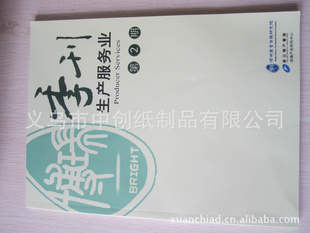 季刊
生产服务业
Producer Services
第2期
BRIGHT
义乌市中创纸制品有限公司
xuanchiad.cn.alibaba.com